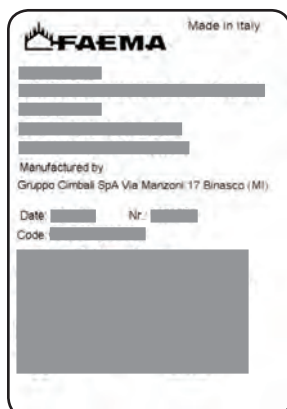 Made in Italy
FAEMA
Manufactured by
Gruppo Cimbali SpA Via Manzoni 17 Binasco (MI)
Date: Nr.:
Code: